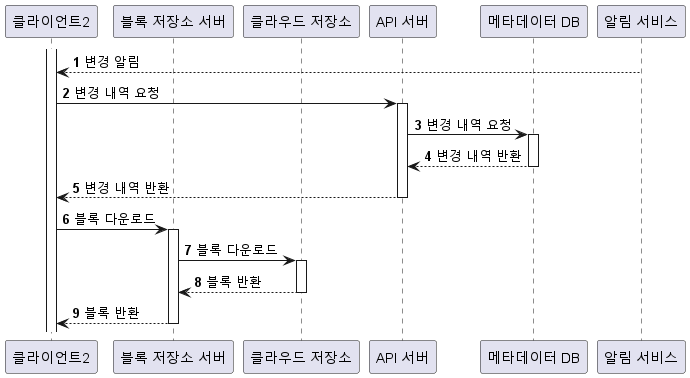 클라이언트2 블록 저장소 서버 클라우드 저장소 API 서버 메타데이터 DB 알림 서비스
1 변경 알림
2 변경 내역 요청
3 변경 내역 요청
4 변경 내역 반환
5 변경 내역 반환
6 블록 다운로드
7 블록 다운로드
8 블록 반환
9 블록 반환
클라이언트2 블록 저장소 서버 클라우드 저장소 API 서버 메타데이터 DB 알림 서비스